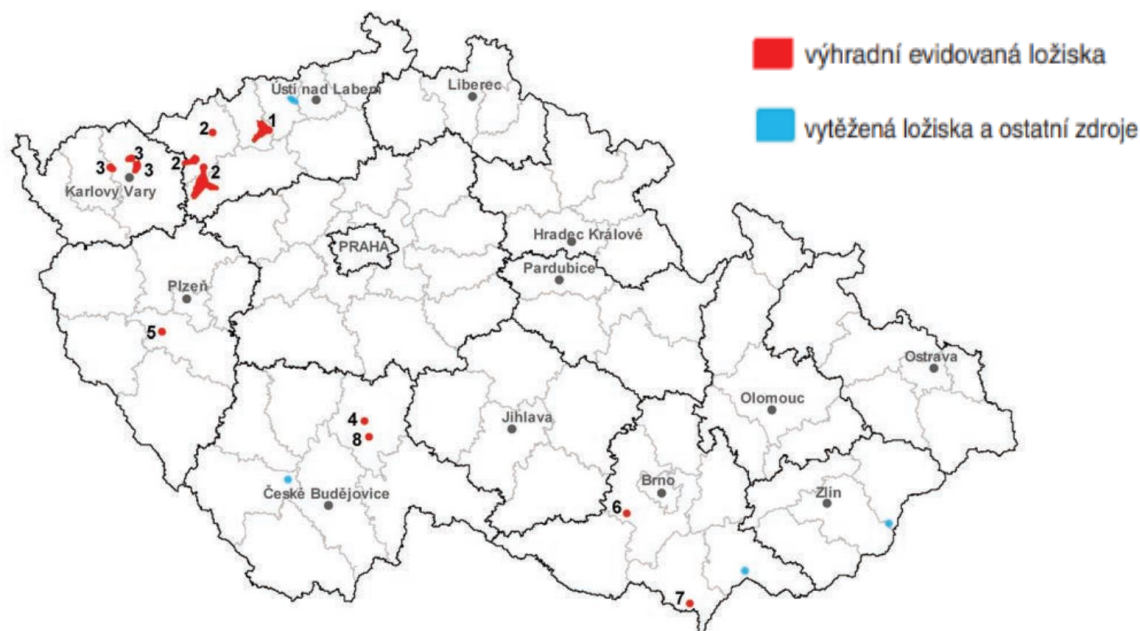 výhradní evidovaná ložiska
vytěžená ložiska a ostatní zdroje
Ústí nad Labem
Liberec
1
2
3
3
3
2
2
Karlovy Vary
Hradec Králové
PRAHA
Pardubice
Plzeň
5
Ostrava
Olomouc
4
Jihlava
8
Brno
České Budějovice
Zlín
6
7